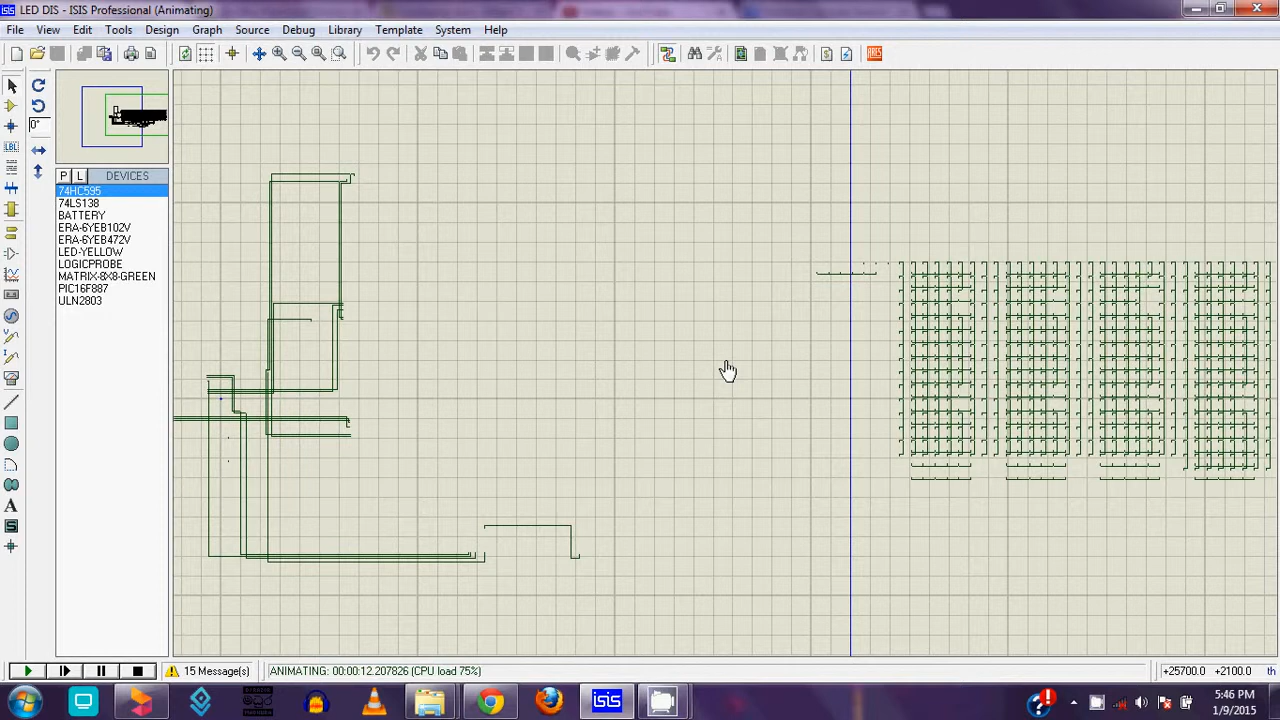 LED DIS - ISIS Professional (Animating)
File View Edit Tools Design Graph Source Debug Library Template System Help
LBL
0°
P L DEVICES
74HC595
74LS138
BATTERY
ERA-6YEB102V
ERA-6YEB472V
LED-YELLOW
LOGICPROBE
MATRIX-8X8-GREEN
PIC16F887
ULN2803
A
S
15 Message(s) ANIMATING: 00:00:12.207826 (CPU load 75%) +25700.0 +2100.0 th
isis
5:46 PM
1/9/2015